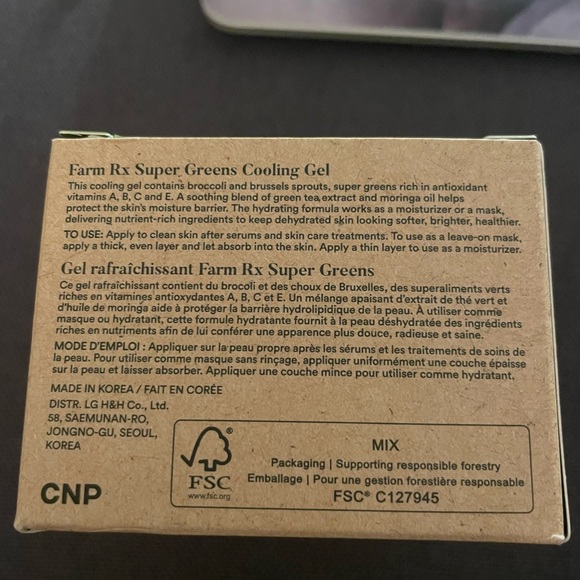 Farm Rx Super Greens Cooling Gel
This cooling gel contains broccoli and brussels sprouts, super greens rich in antioxidant
vitamins A, B, C and E. A soothing blend of green tea extract and moringa oil helps
protect the skin's moisture barrier. The hydrating formula works as a moisturizer or a mask,
delivering nutrient-rich ingredients to keep dehydrated skin looking softer, brighter, healthier.
TO USE: Apply to clean skin after serums and skin care treatments. To use as a leave-on mask,
apply a thick, even layer and let absorb into the skin. Apply a thin layer to use as a moisturizer.
Gel rafraîchissant Farm Rx Super Greens
Ce gel rafraîchissant contient du brocoli et des choux de Bruxelles, des superaliments verts
riches en vitamines antioxydantes A, B, C et E. Un mélange apaisant d'extrait de thé vert et
d'huile de moringa aide à protéger la barrière hydrolipidique de la peau. À utiliser comme
masque ou hydratant, cette formule hydratante fournit à la peau déshydratée des ingrédients
riches en nutriments afin de lui conférer une apparence plus douce, radieuse et saine.
MODE D'EMPLOI : Appliquer sur la peau propre après les sérums et les traitements de soins de
la peau. Pour utiliser comme masque sans rinçage, appliquer uniformément une couche épaisse
sur la peau et laisser absorber. Appliquer une couche mince pour utiliser comme hydratant.
MADE IN KOREA / FAIT EN CORÉE
DISTR. LG H&H Co., Ltd.
58, SAEMUNAN-RO,
JONGNO-GU, SEOUL,
KOREA
CNP
FSC
www.fsc.org
MIX
Packaging | Supporting responsible forestry
Emballage | Pour une gestion forestière responsable
FSC® C127945